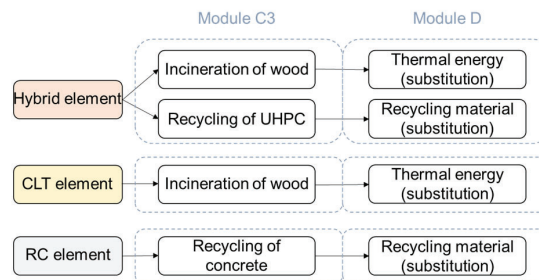 Module C3
Module D
Hybrid element
Incineration of wood
Thermal energy
(substitution)
Recycling of UHPC
Recycling material
(substitution)
CLT element
Incineration of wood
Thermal energy
(substitution)
RC element
Recycling of
concrete
Recycling material
(substitution)